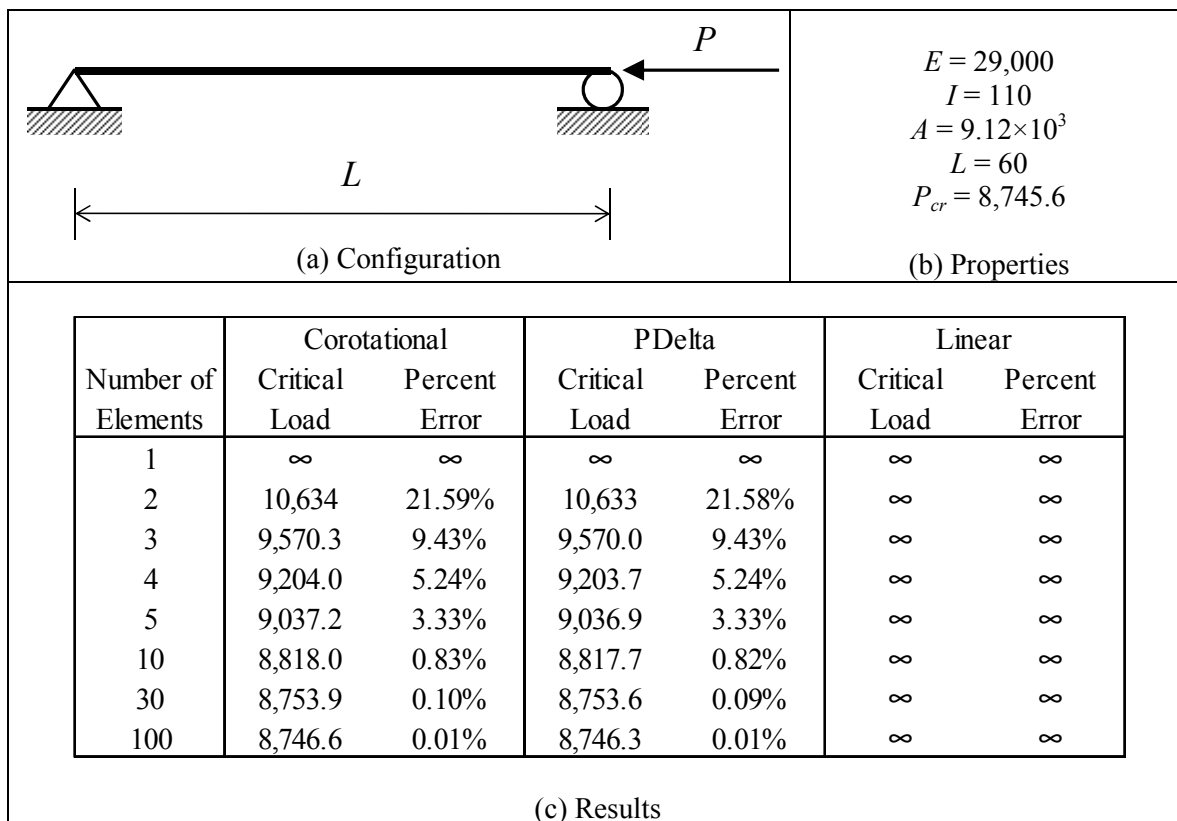 P
L
(a) Configuration
E = 29,000
I = 110
A = 9.12×10³
L = 60
Pcr = 8,745.6
(b) Properties
Corotational PDelta Linear
Number of Critical Percent Critical Percent Critical Percent
Elements Load Error Load Error Load Error
1 ∞ ∞ ∞ ∞ ∞ ∞
2 10,634 21.59% 10,633 21.58% ∞ ∞
3 9,570.3 9.43% 9,570.0 9.43% ∞ ∞
4 9,204.0 5.24% 9,203.7 5.24% ∞ ∞
5 9,037.2 3.33% 9,036.9 3.33% ∞ ∞
10 8,818.0 0.83% 8,817.7 0.82% ∞ ∞
30 8,753.9 0.10% 8,753.6 0.09% ∞ ∞
100 8,746.6 0.01% 8,746.3 0.01% ∞ ∞
(c) Results